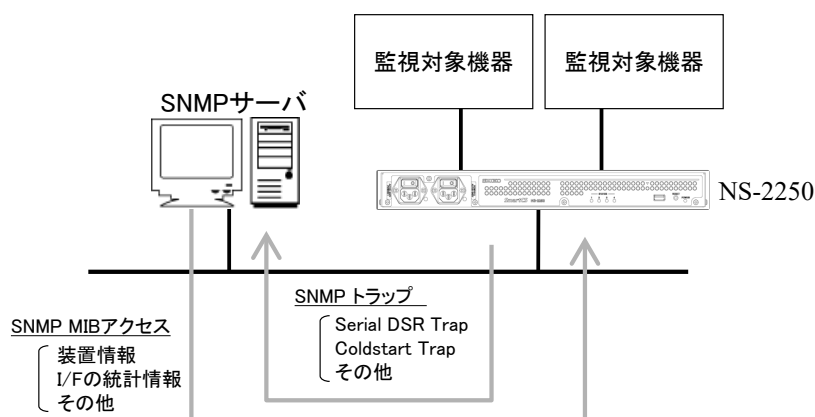 監視対象機器
監視対象機器
SNMPサーバ
NS-2250
SNMP トラップ
Serial DSR Trap
Coldstart Trap
その他
SNMP MIBアクセス
装置情報
I/Fの統計情報
その他